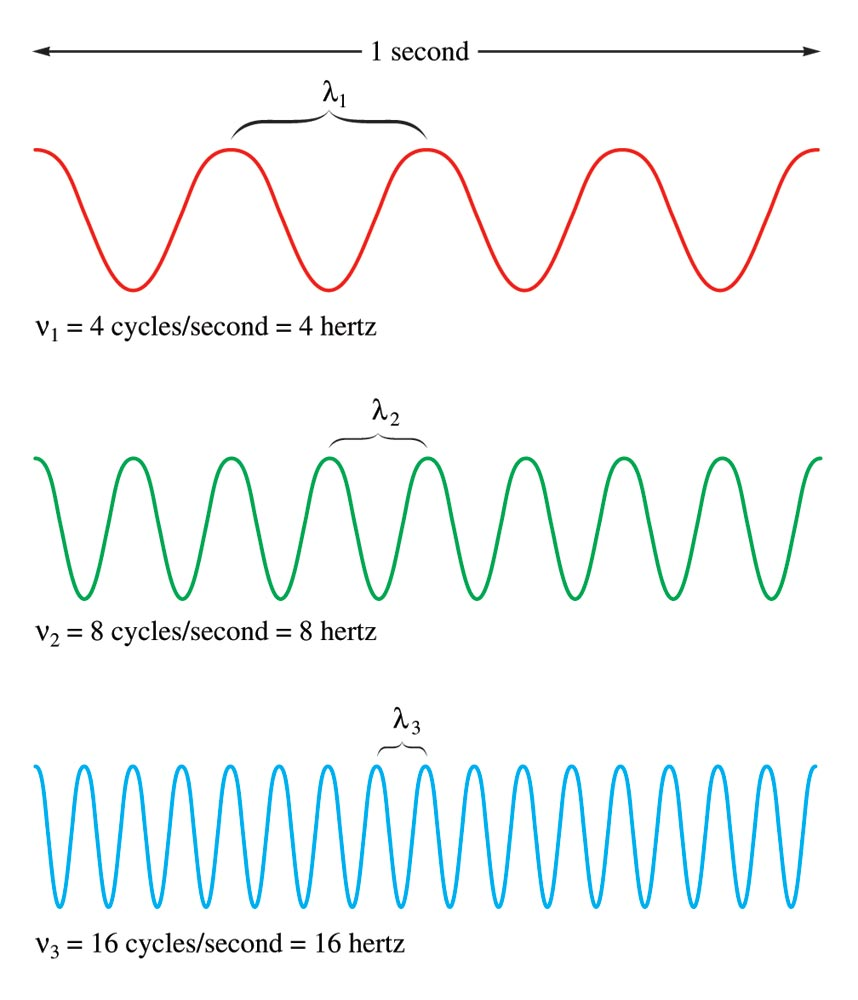 1 second
λ₁
ν₁ = 4 cycles/second = 4 hertz
λ₂
ν₂ = 8 cycles/second = 8 hertz
λ₃
ν₃ = 16 cycles/second = 16 hertz